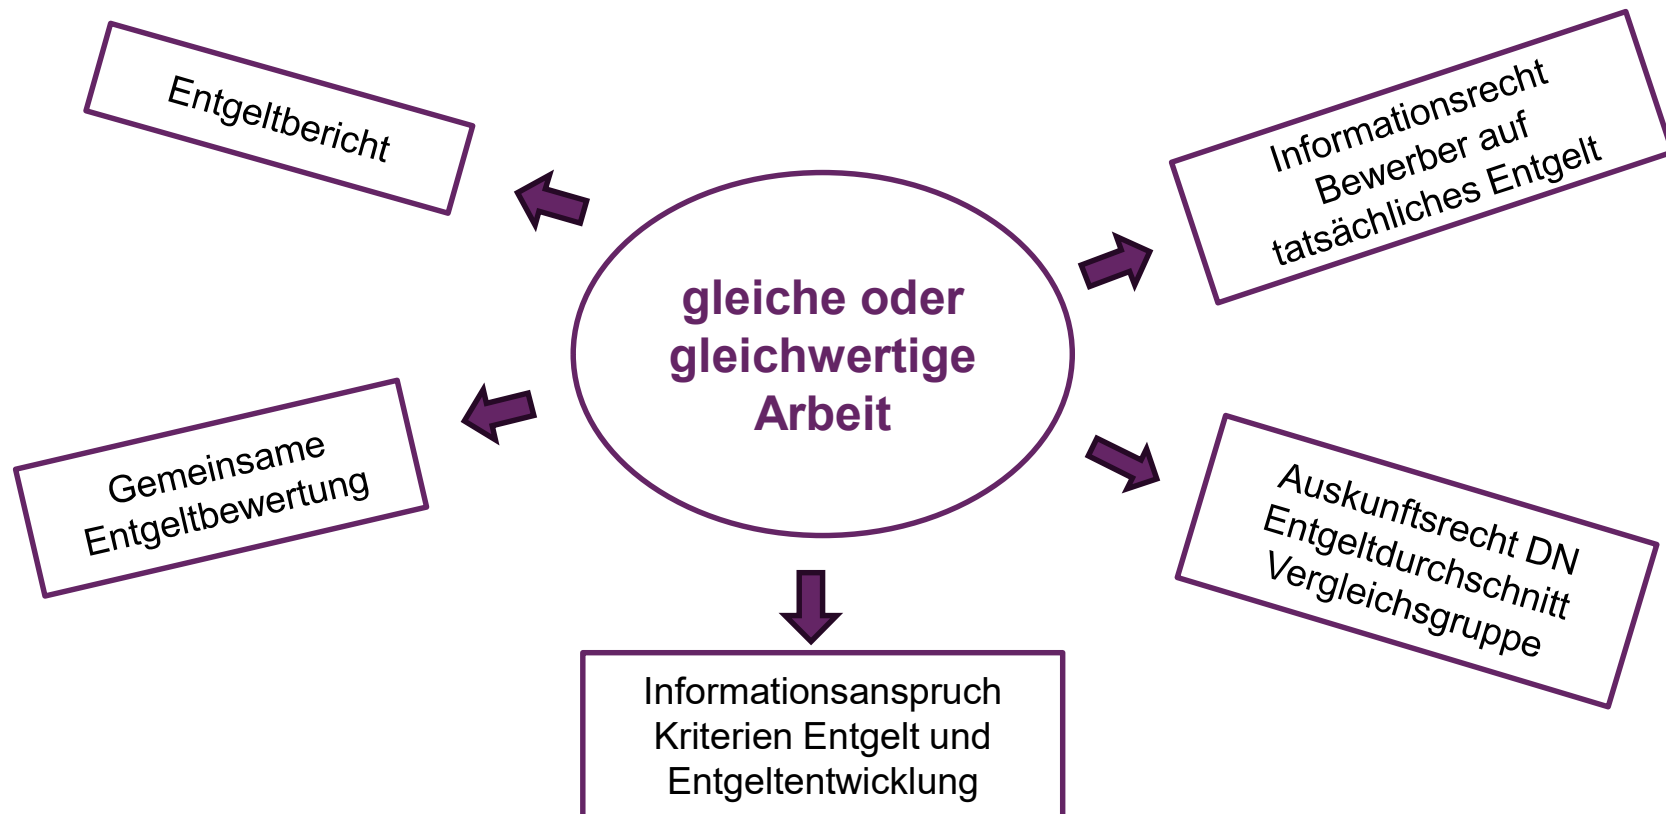 Entgeltbericht
Informationsrecht
Bewerber auf
tatsächliches Entgelt
gleiche oder
gleichwertige
Arbeit
Gemeinsame
Entgeltbewertung
Auskunftsrecht DN
Entgeltdurchschnitt
Vergleichsgruppe
Informationsanspruch
Kriterien Entgelt und
Entgeltentwicklung